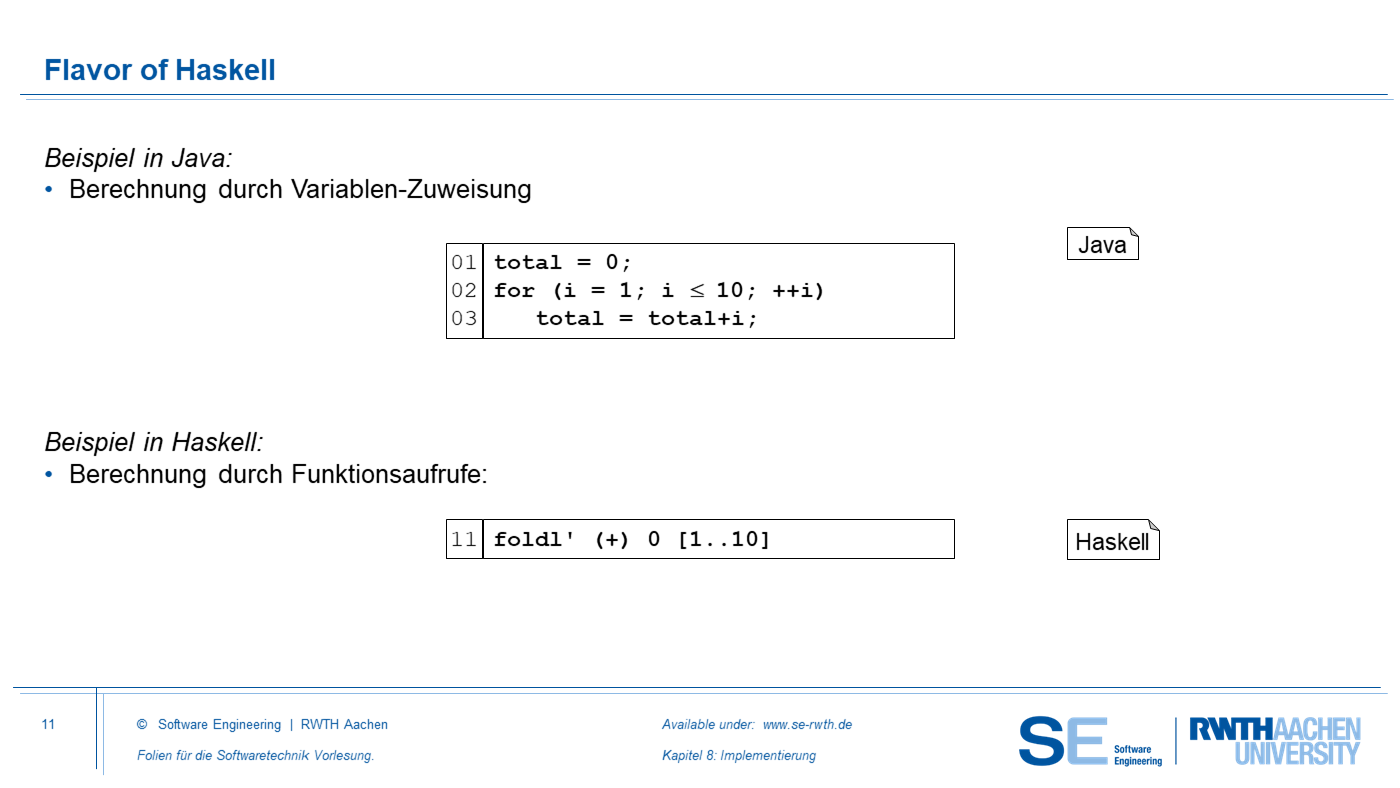 Flavor of Haskell
Beispiel in Java:
• Berechnung durch Variablen-Zuweisung
Java
01 total = 0;
02 for (i = 1; i ≤ 10; ++i)
03 total = total+i;
Beispiel in Haskell:
• Berechnung durch Funktionsaufrufe:
11 foldl' (+) 0 [1..10]
Haskell
11
© Software Engineering | RWTH Aachen
Folien für die Softwaretechnik Vorlesung.
Available under: www.se-rwth.de
Kapitel 8: Implementierung
SE Software
Engineering
RWTHAACHEN
UNIVERSITY